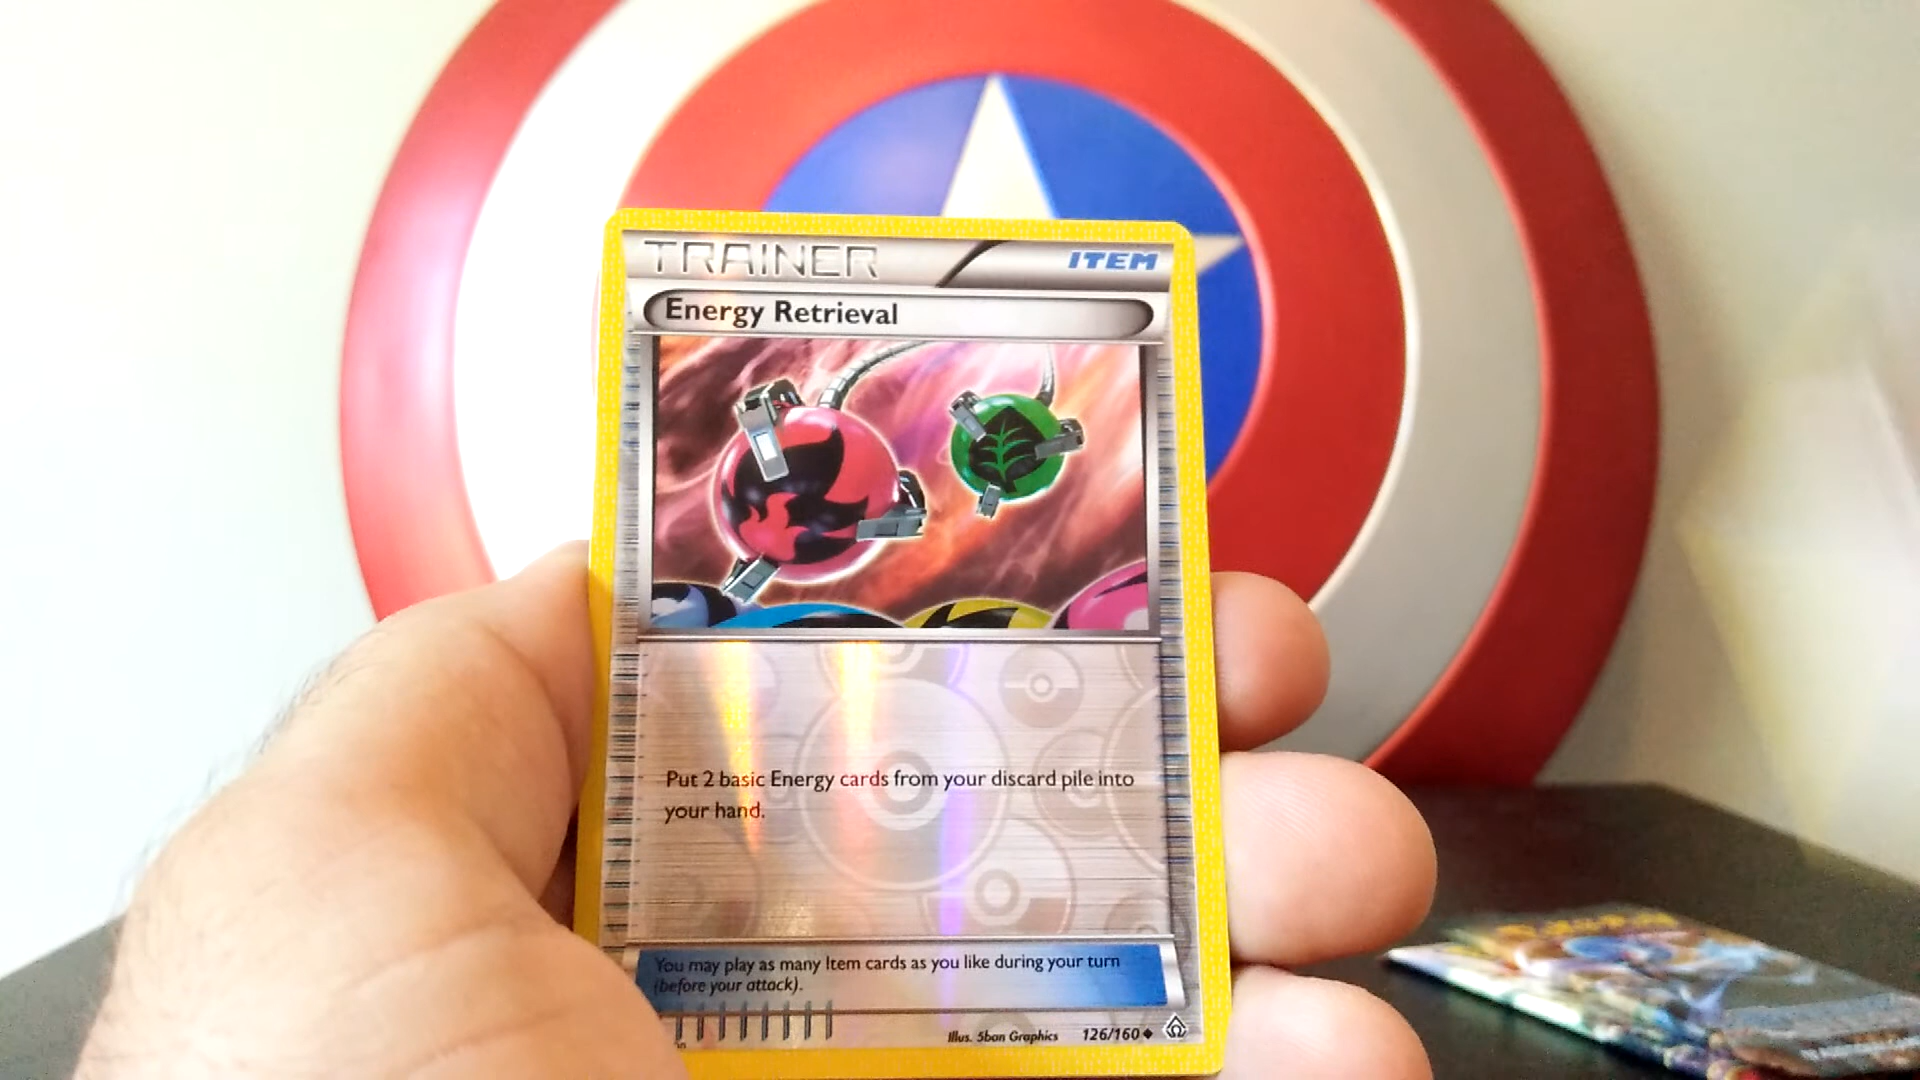 TRAINER
ITEM
Energy Retrieval
Put 2 basic Energy cards from your discard pile into
your hand.
You may play as many Item cards as you like during your turn
(before your attack).
Illus. 5ban Graphics 126/160